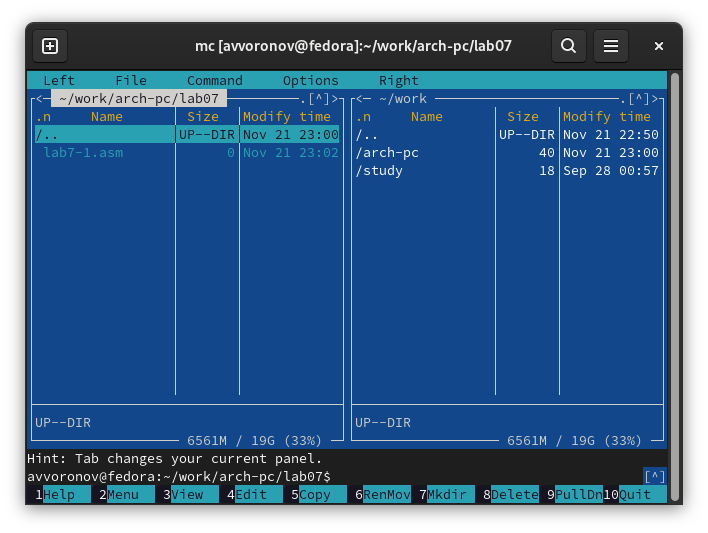 mc [avvoronov@fedora]:~/work/arch-pc/lab07
Left File Command Options Right
<─ ~/work/arch-pc/lab07 ─.[^]>
.n Name Size Modify time
/.. UP--DIR Nov 21 23:00
lab7-1.asm 0 Nov 21 23:02
UP--DIR
6561M / 19G (33%)
<─ ~/work ─.[^]>
.n Name Size Modify time
/.. UP--DIR Nov 21 22:50
/arch-pc 40 Nov 21 23:00
/study 18 Sep 28 00:57
UP--DIR
6561M / 19G (33%)
Hint: Tab changes your current panel.
avvoronov@fedora:~/work/arch-pc/lab07$ [^]
1Help 2Menu 3View 4Edit 5Copy 6RenMov 7Mkdir 8Delete 9PullDn 10Quit